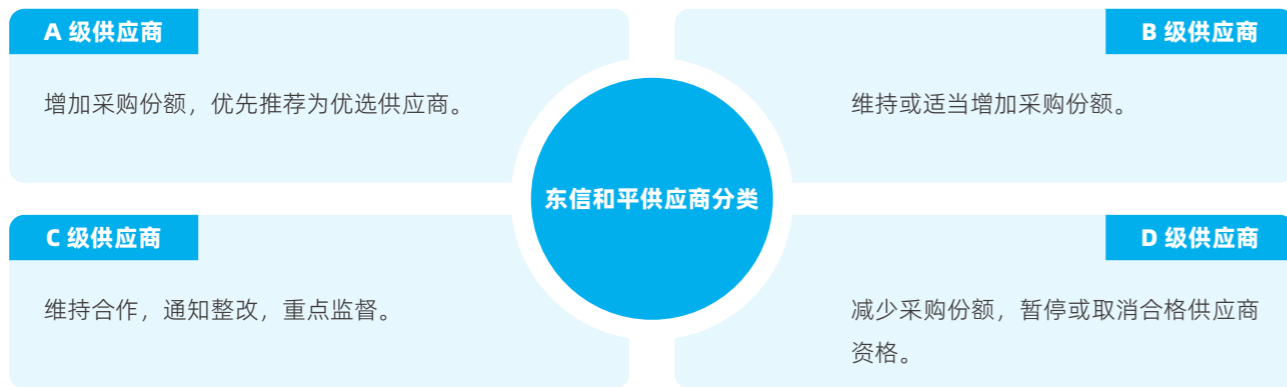 A 级供应商
增加采购份额，优先推荐为优选供应商。
B 级供应商
维持或适当增加采购份额。
东信和平供应商分类
C 级供应商
维持合作，通知整改，重点监督。
D 级供应商
减少采购份额，暂停或取消合格供应商
资格。